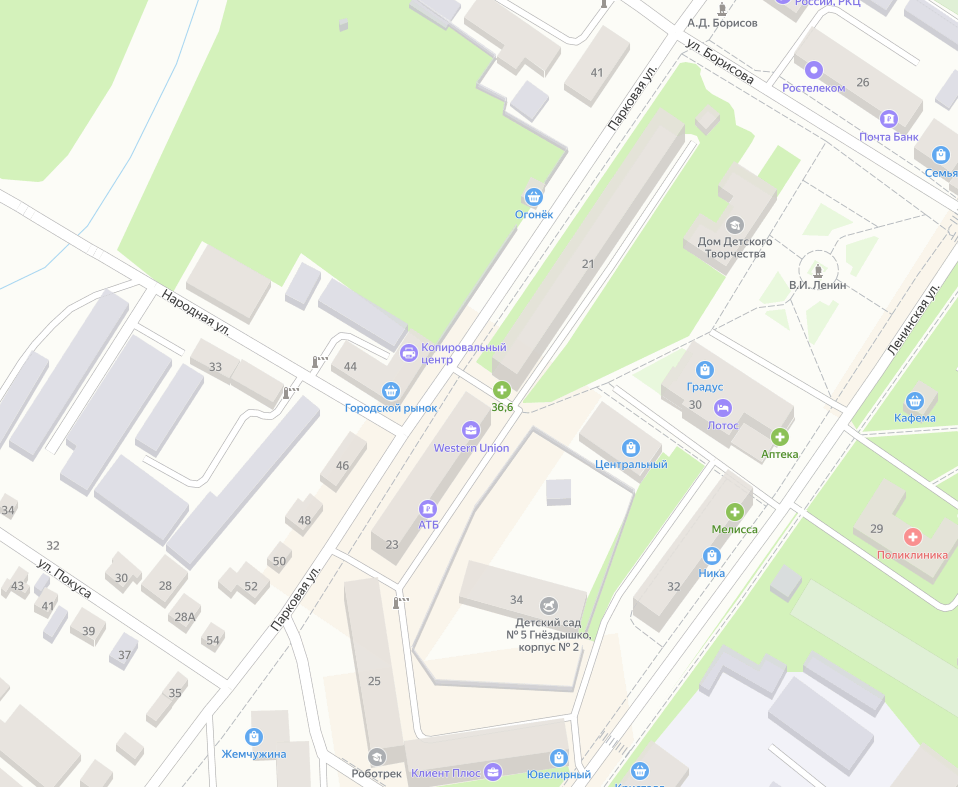 России, РКЦ
А.Д. Борисов
ул. Борисова
41
Парковая ул.
Ростелеком
26
Почта Банк
Семья
Огонёк
Дом Детского
Творчества
21
В.И. Ленин
Ленинская ул.
Народная ул.
Копировальный
центр
33
44
Городской рынок
36,6
Градус
30
Лотос
Кафема
Аптека
Western Union
Центральный
46
АТБ
34
48
Мелисса
29
Поликлиника
32
23
50
Ника
ул. Покуса
43
30
28
52
32
41
28А
34
Детский сад
№ 5 Гнёздышко,
корпус № 2
Парковая ул.
39
54
37
25
35
Жемчужина
Роботрек
Клиент Плюс
Ювелирный